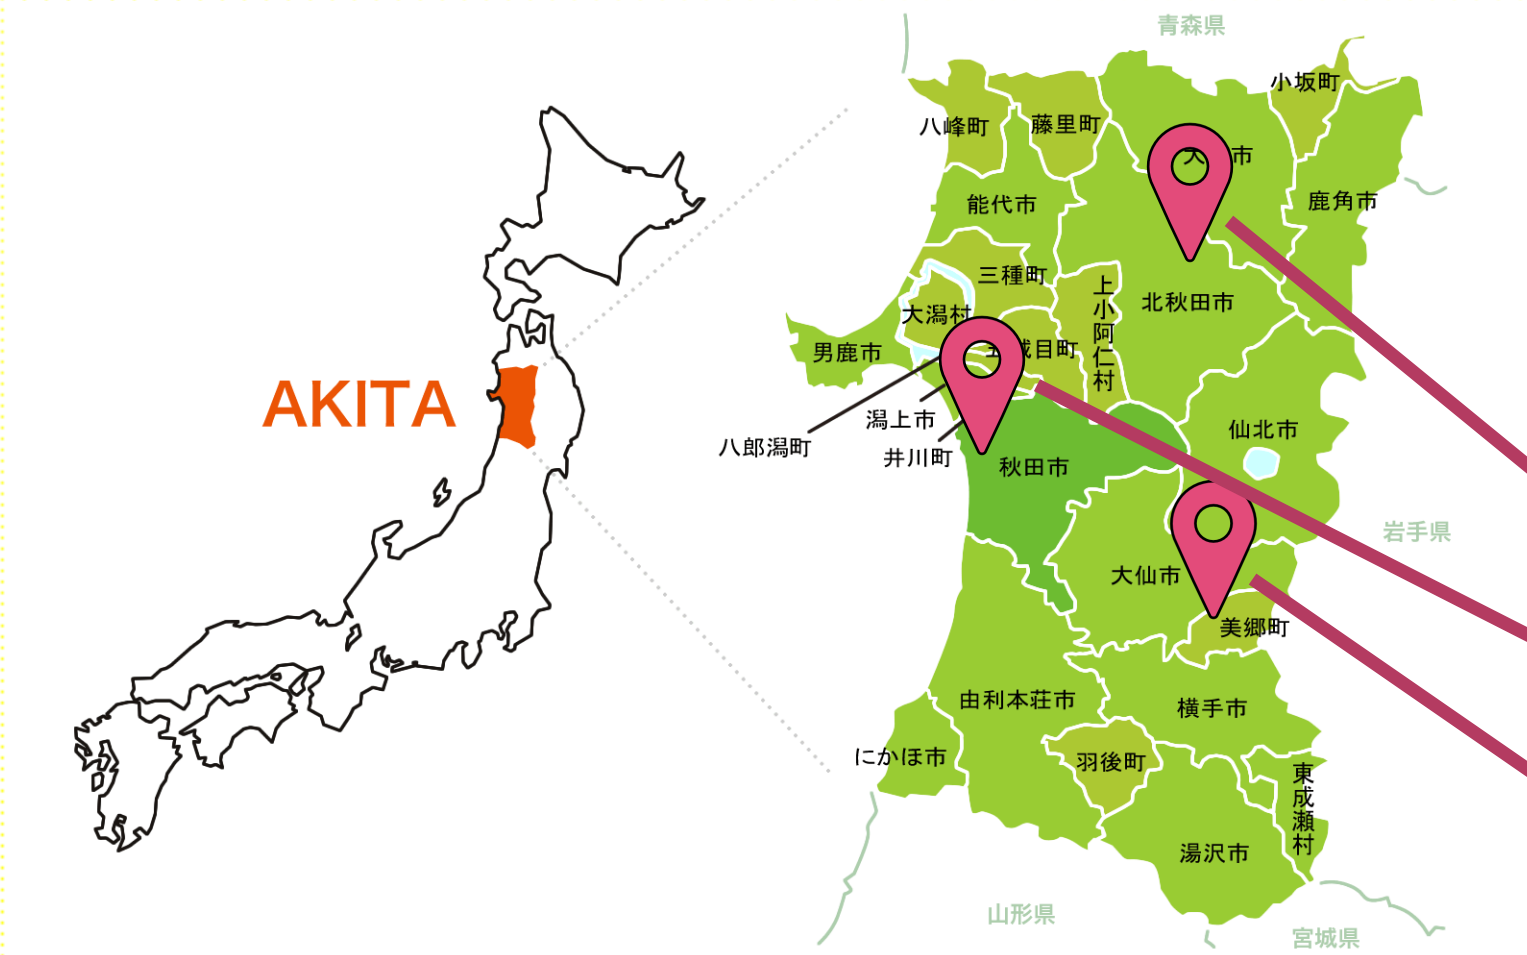 青森県
小坂町
八峰町
藤里町
大 市
鹿角市
能代市
三種町
上小阿仁村
北秋田市
大潟村
男鹿市
城目町
AKITA
潟上市
八郎潟町
井川町
秋田市
仙北市
岩手県
大仙市
美郷町
由利本荘市
横手市
にかほ市
羽後町
東成瀬村
湯沢市
山形県
宮城県